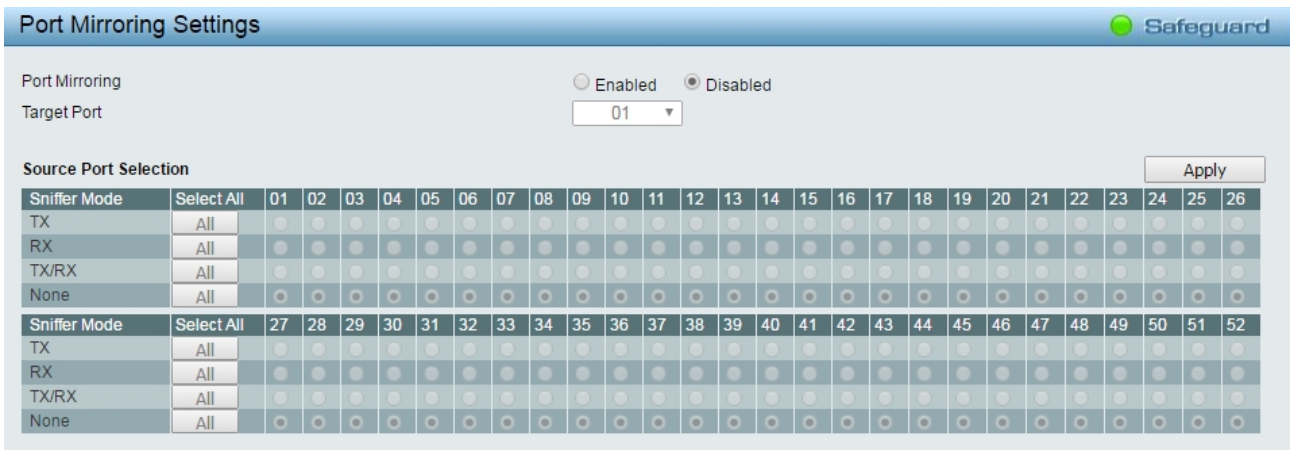 Port Mirroring Settings Safeguard
Port Mirroring Enabled Disabled
Target Port 01
Source Port Selection Apply
Sniffer Mode Select All 01 02 03 04 05 06 07 08 09 10 11 12 13 14 15 16 17 18 19 20 21 22 23 24 25 26
TX All
RX All
TX/RX All
None All
Sniffer Mode Select All 27 28 29 30 31 32 33 34 35 36 37 38 39 40 41 42 43 44 45 46 47 48 49 50 51 52
TX All
RX All
TX/RX All
None All